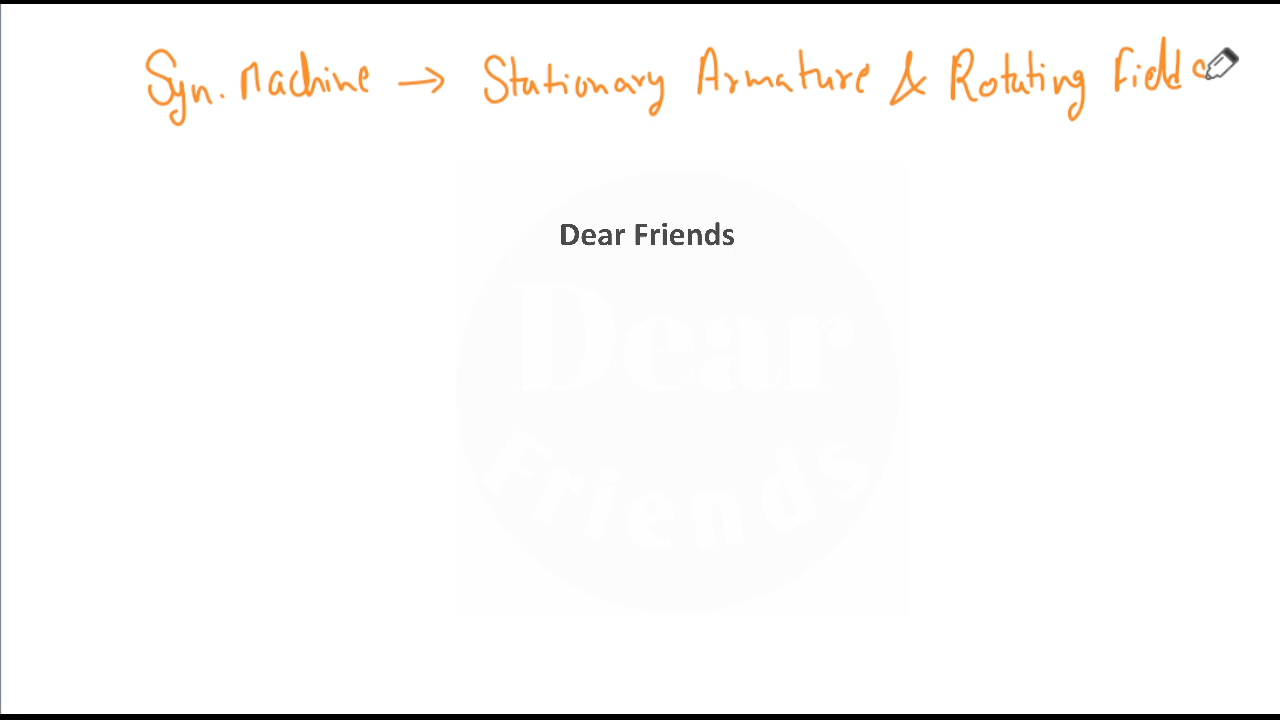 Syn. Machine → Stationary Armature & Rotating Field
Dear Friends
Dear
Friends